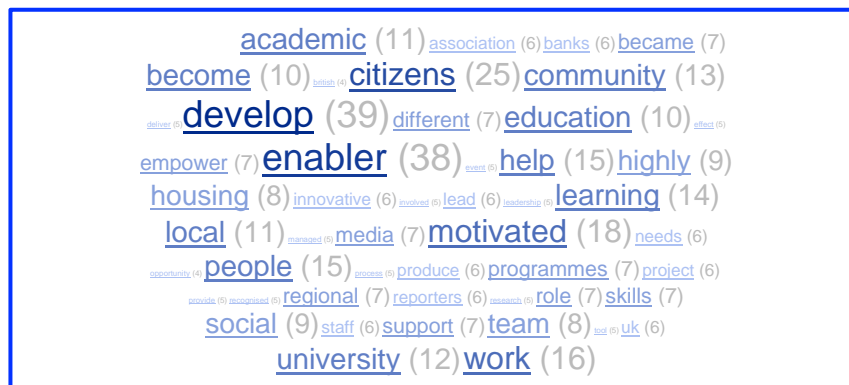 academic (11) association (6) banks (6) became (7)
become (10) british (4) citizens (25) community (13)
deliver (5) develop (39) different (7) education (10) effect (5)
empower (7) enabler (38) event (5) help (15) highly (9)
housing (8) innovative (6) involved (5) lead (6) leadership (5) learning (14)
local (11) managed (5) media (7) motivated (18) needs (6)
opportunity (4) people (15) process (5) produce (6) programmes (7) project (6)
provide (5) recognised (5) regional (7) reporters (6) research (5) role (7) skills (7)
social (9) staff (6) support (7) team (8) tool (5) uk (6)
university (12) work (16)